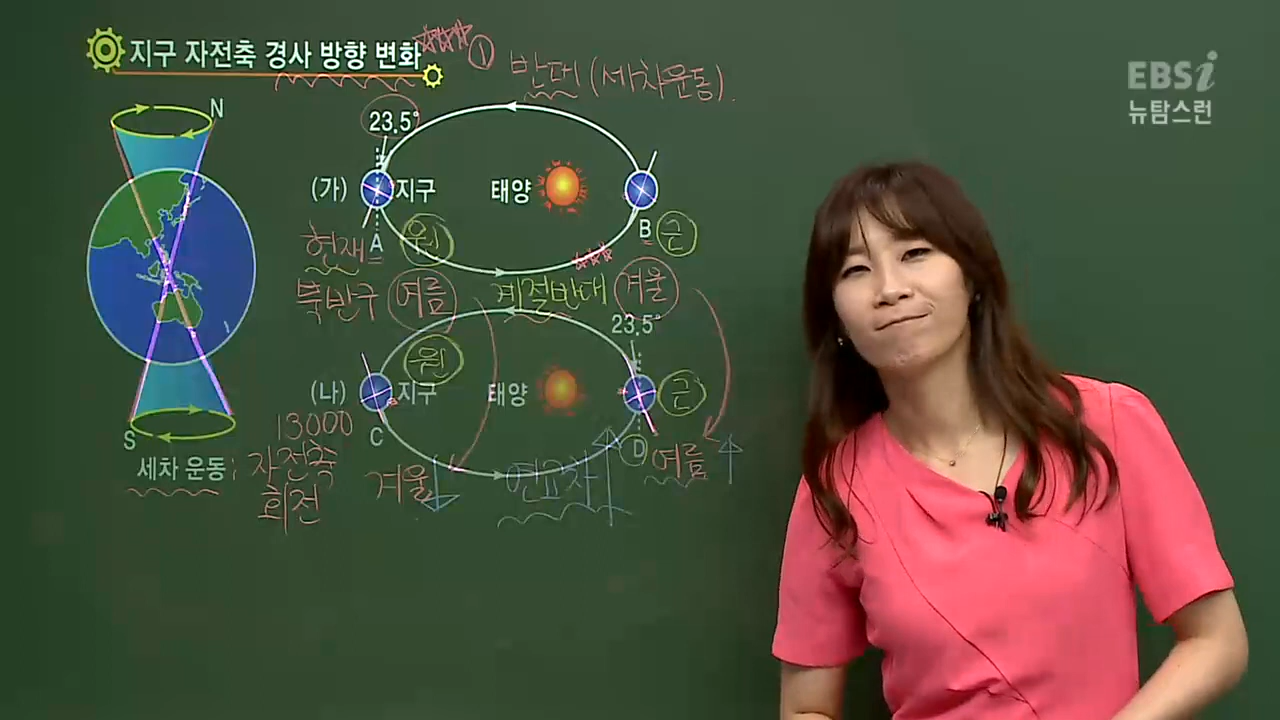 지구 자전축 경사 방향 변화
① 반대 (세차운동).
EBSi
뉴탐스런
N
23.5°
(가) 지구 태양
현재 A 원 B 근
북반구 여름 계절반대 겨울
23.5°
원
(나) 지구 태양 근
S 13000 C D
세차 운동; 자전축 회전
겨울 연교차 여름